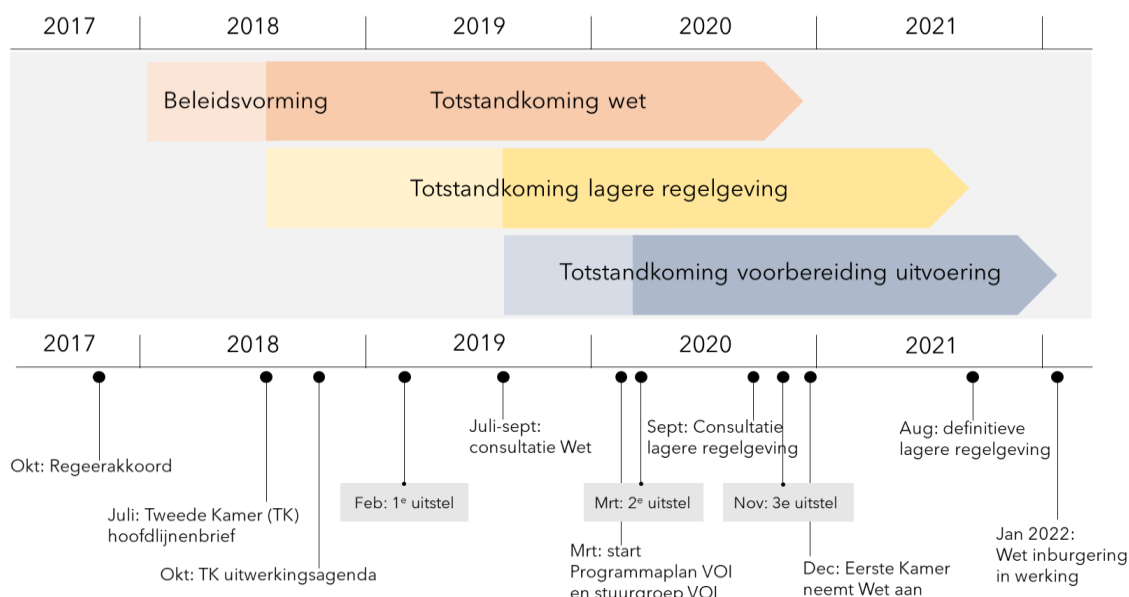 2017 2018 2019 2020 2021
Beleidsvorming Totstandkoming wet
Totstandkoming lagere regelgeving
Totstandkoming voorbereiding uitvoering
2017 2018 2019 2020 2021
Okt: Regeerakkoord
Juli: Tweede Kamer (TK)
hoofdlijnenbrief
Okt: TK uitwerkingsagenda
Feb: 1e uitstel
Juli-sept:
consultatie Wet
Mrt: 2e uitstel
Mrt: start
Programmaplan VOI
en stuurgroep VOI
Sept: Consultatie
lagere regelgeving
Nov: 3e uitstel
Dec: Eerste Kamer
neemt Wet aan
Aug: definitieve
lagere regelgeving
Jan 2022:
Wet inburgering
in werking